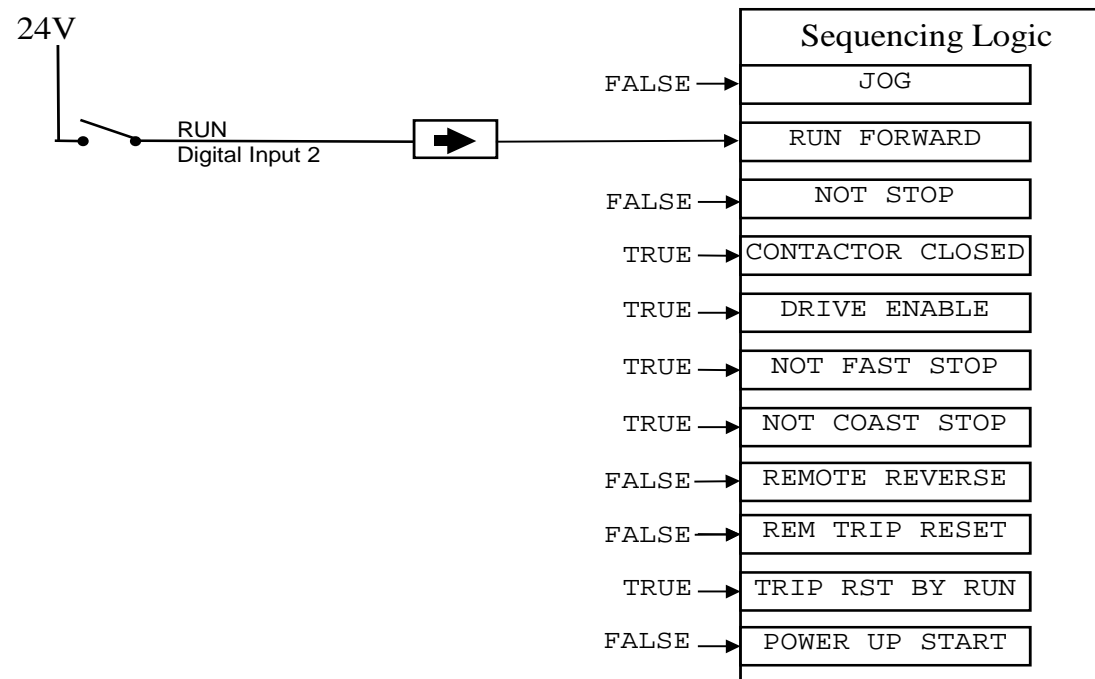 24V
Sequencing Logic
FALSE JOG
RUN
Digital Input 2
RUN FORWARD
FALSE NOT STOP
TRUE CONTACTOR CLOSED
TRUE DRIVE ENABLE
TRUE NOT FAST STOP
TRUE NOT COAST STOP
FALSE REMOTE REVERSE
FALSE REM TRIP RESET
TRUE TRIP RST BY RUN
FALSE POWER UP START